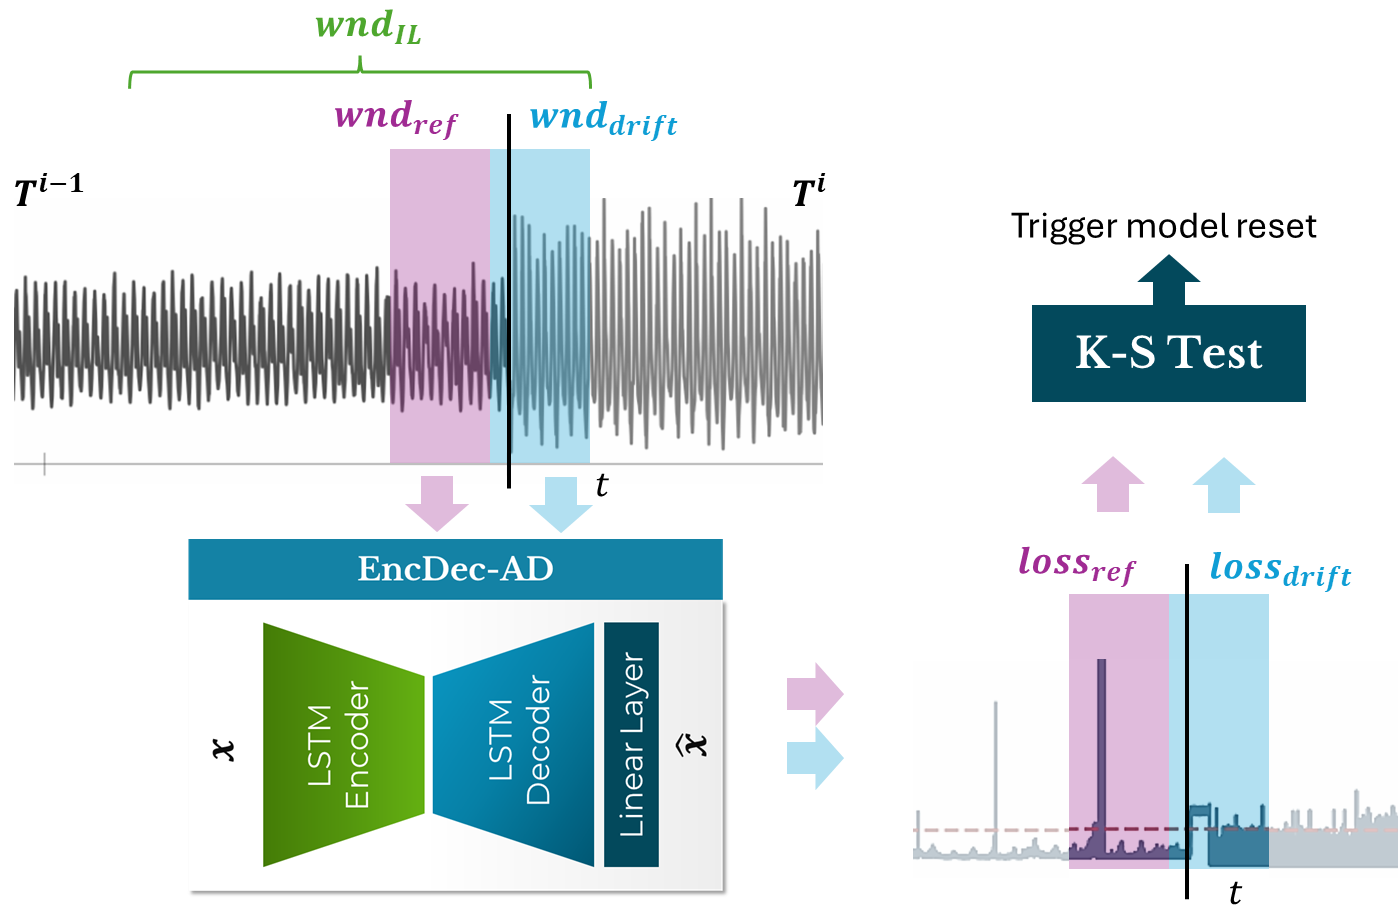 wnd_IL
wnd_ref
wnd_drift
T^{i-1}
T^i
t
EncDec-AD
x
LSTM
Encoder
LSTM
Decoder
Linear Layer
x̂
Trigger model reset
K-S Test
loss_ref
loss_drift
t